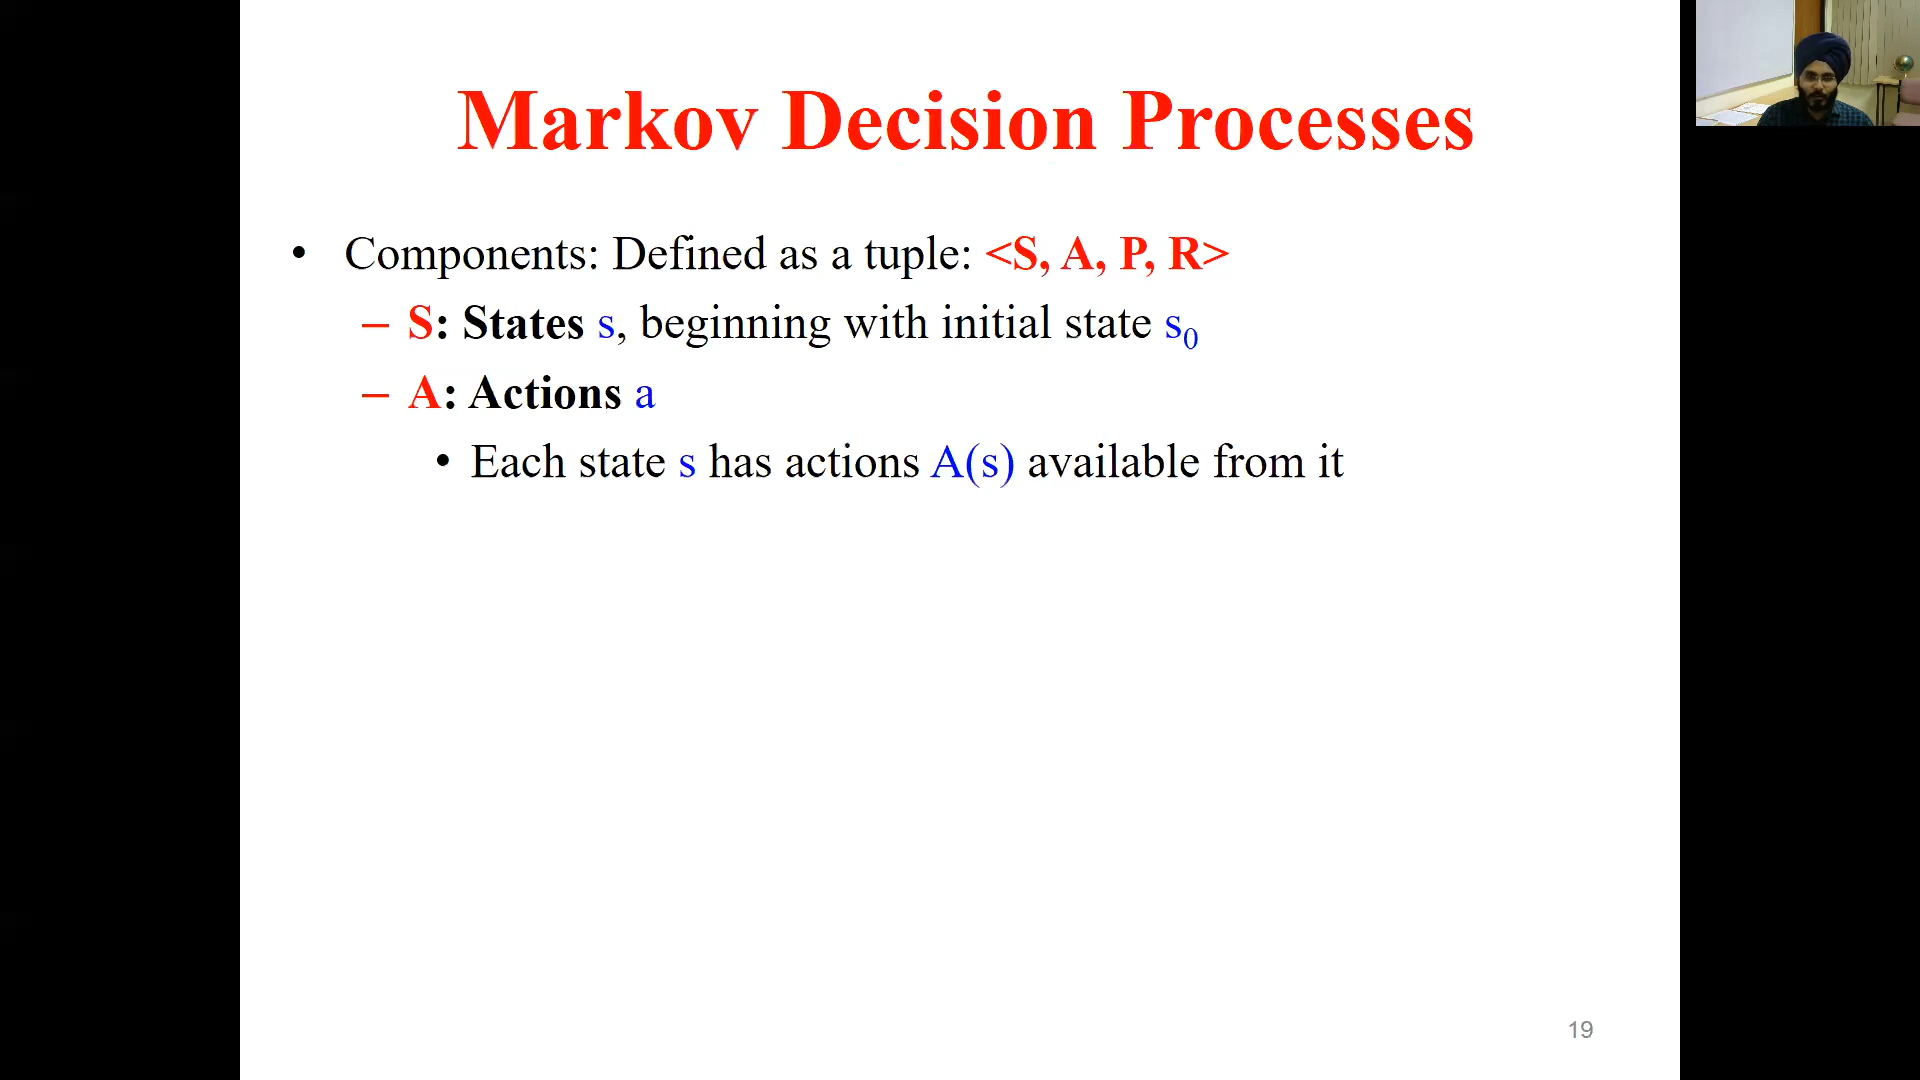 Markov Decision Processes
• Components: Defined as a tuple: <S, A, P, R>
– S: States s, beginning with initial state s₀
– A: Actions a
• Each state s has actions A(s) available from it
19